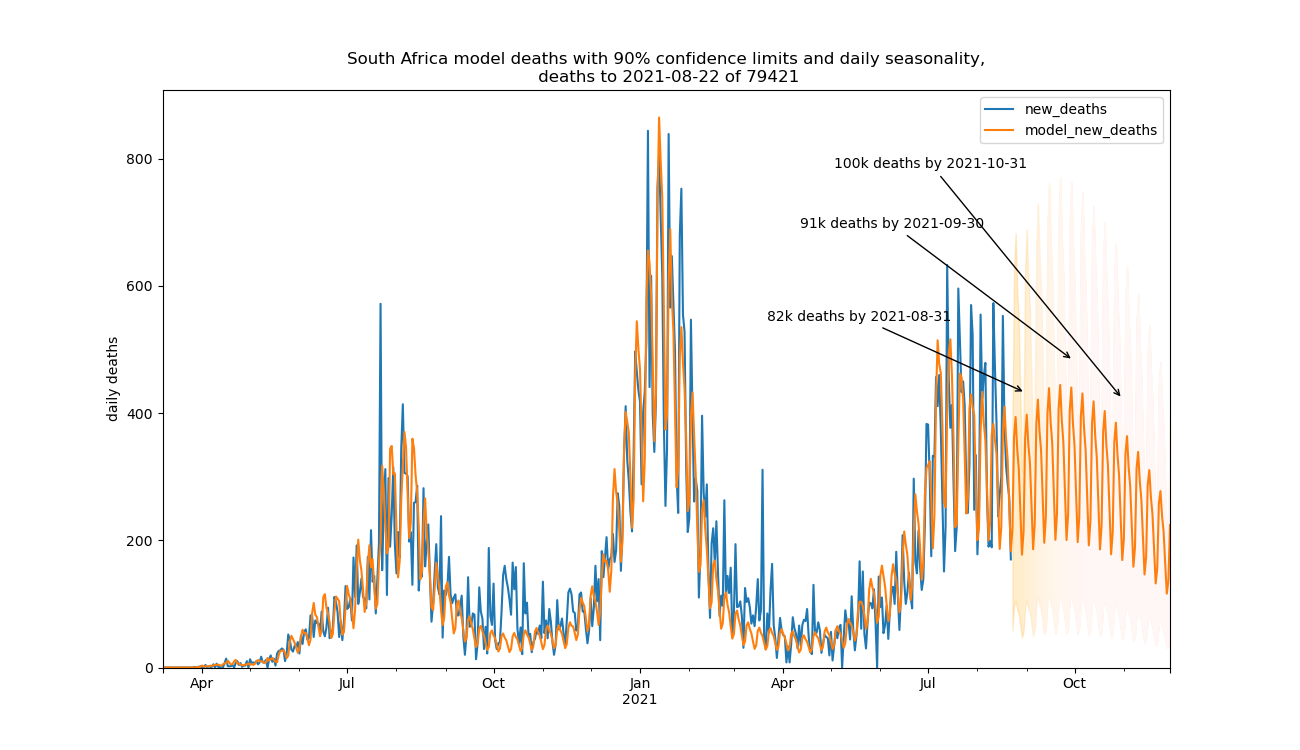 South Africa model deaths with 90% confidence limits and daily seasonality,
deaths to 2021-08-22 of 79421
new_deaths
model_new_deaths
100k deaths by 2021-10-31
91k deaths by 2021-09-30
82k deaths by 2021-08-31
daily deaths
800
600
400
200
0
Apr
Jul
Oct
Jan
2021
Apr
Jul
Oct